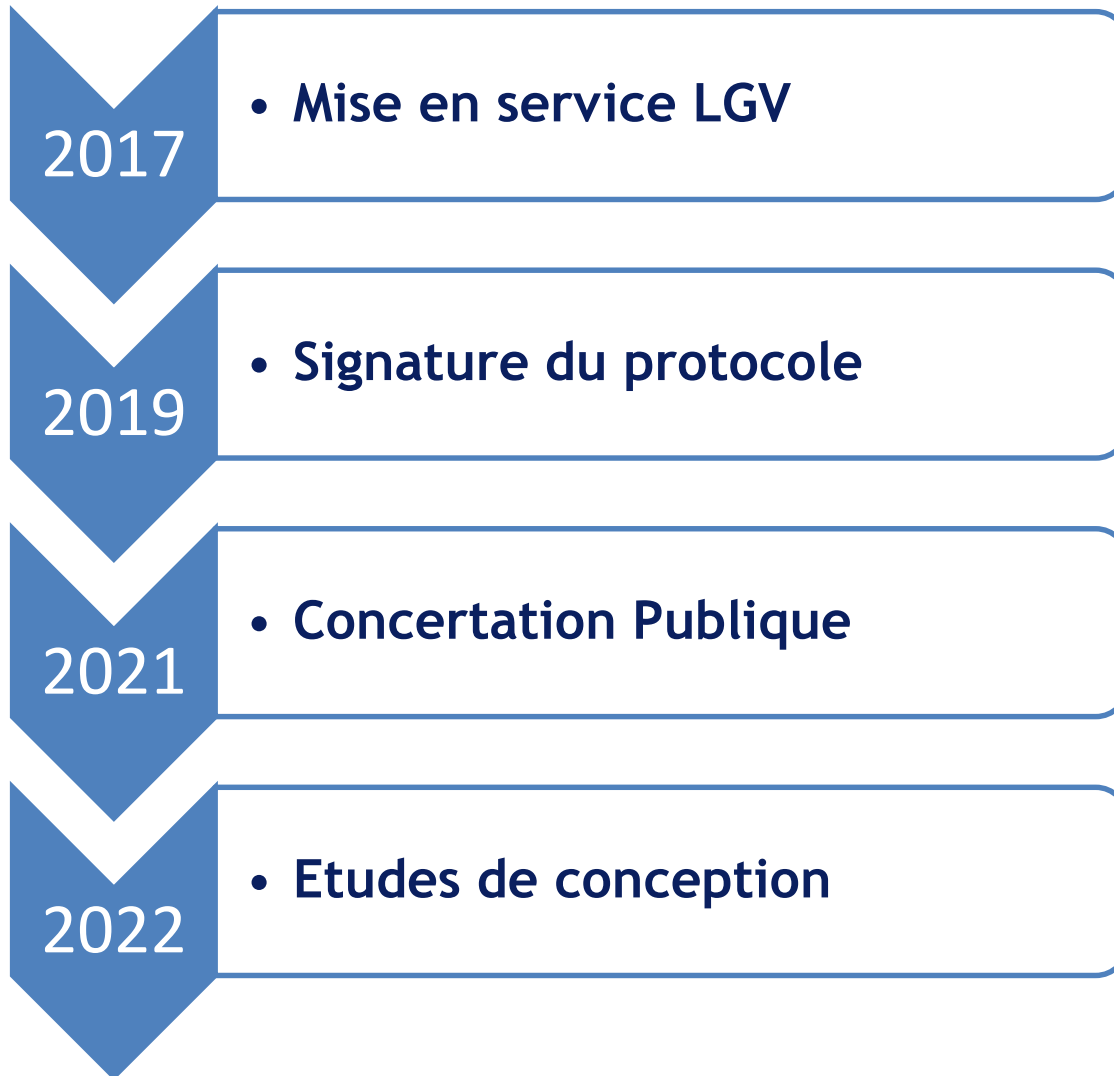 2017
• Mise en service LGV
2019
• Signature du protocole
2021
• Concertation Publique
2022
• Etudes de conception